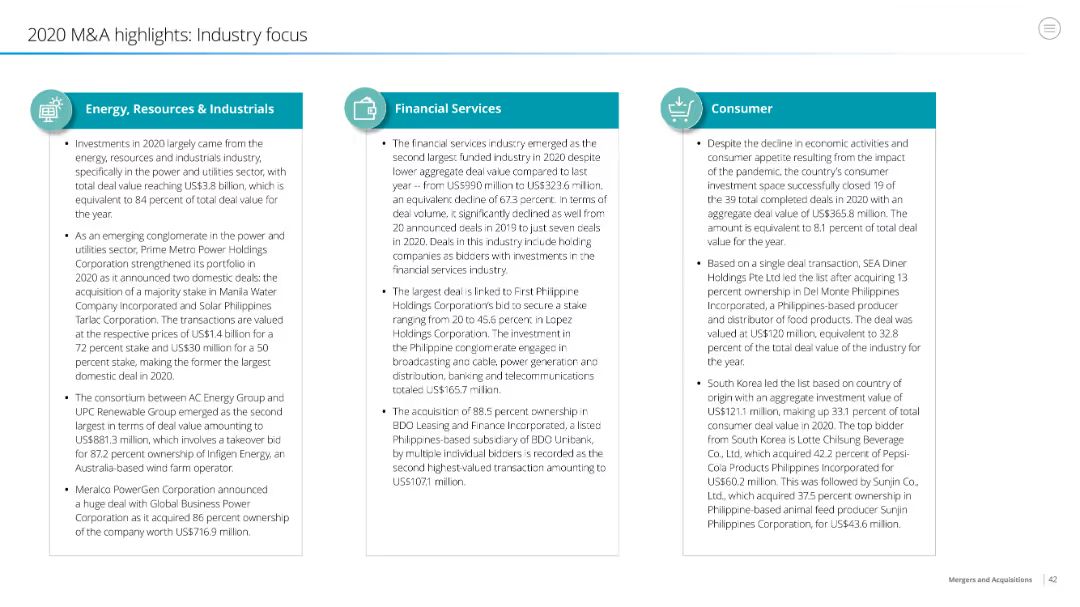 2020 M&A highlights: Industry focus
Energy, Resources & Industrials
• Investments in 2020 largely came from the
energy, resources and industrials industry,
specifically in the power and utilities sector, with
total deal value reaching US$3.8 billion, which is
equivalent to 84 percent of total deal value for
the year.
• As an emerging conglomerate in the power and
utilities sector, Prime Metro Power Holdings
Corporation strengthened its portfolio in
2020 as it announced two domestic deals: the
acquisition of a majority stake in Manila Water
Company Incorporated and Solar Philippines
Tarlac Corporation. The transactions are valued
at the respective prices of US$1.4 billion for a
72 percent stake and US$30 million for a 50
percent stake, making the former the largest
domestic deal in 2020.
• The consortium between AC Energy Group and
UPC Renewable Group emerged as the second
largest in terms of deal value amounting to
US$881.3 million, which involves a takeover bid
for 87.2 percent ownership of Infigen Energy, an
Australia-based wind farm operator.
• Meralco PowerGen Corporation announced
a huge deal with Global Business Power
Corporation as it acquired 86 percent ownership
of the company worth US$716.9 million.
Financial Services
• The financial services industry emerged as the
second largest funded industry in 2020 despite
lower aggregate deal value compared to last
year -- from US$990 million to US$323.6 million,
an equivalent decline of 67.3 percent. In terms of
deal volume, it significantly declined as well from
20 announced deals in 2019 to just seven deals
in 2020. Deals in this industry include holding
companies as bidders with investments in the
financial services industry.
• The largest deal is linked to First Philippine
Holdings Corporation's bid to secure a stake
ranging from 20 to 45.6 percent in Lopez
Holdings Corporation. The investment in
the Philippine conglomerate engaged in
broadcasting and cable, power generation and
distribution, banking and telecommunications
totaled US$165.7 million.
• The acquisition of 88.5 percent ownership in
BDO Leasing and Finance Incorporated, a listed
Philippines-based subsidiary of BDO Unibank,
by multiple individual bidders is recorded as the
second highest-valued transaction amounting to
US$107.1 million.
Consumer
• Despite the decline in economic activities and
consumer appetite resulting from the impact
of the pandemic, the country's consumer
investment space successfully closed 19 of
the 39 total completed deals in 2020 with an
aggregate deal value of US$365.8 million. The
amount is equivalent to 8.1 percent of total deal
value for the year.
• Based on a single deal transaction, SEA Diner
Holdings Pte Ltd led the list after acquiring 13
percent ownership in Del Monte Philippines
Incorporated, a Philippines-based producer
and distributor of food products. The deal was
valued at US$120 million, equivalent to 32.8
percent of the total deal value of the industry for
the year.
• South Korea led the list based on country of
origin with an aggregate investment value of
US$121.1 million, making up 33.1 percent of total
consumer deal value in 2020. The top bidder
from South Korea is Lotte Chilsung Beverage
Co., Ltd, which acquired 42.2 percent of Pepsi-
Cola Products Philippines Incorporated for
US$60.2 million. This was followed by Sunjin Co.,
Ltd., which acquired 37.5 percent ownership in
Philippine-based animal feed producer Sunjin
Philippines Corporation, for US$43.6 million.
Mergers and Acquisitions | 42